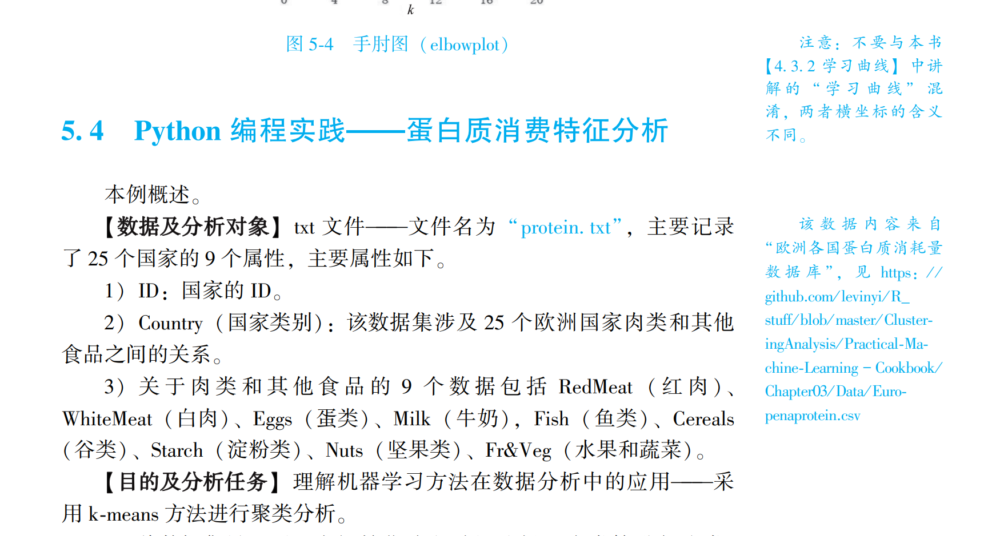 0 4 8 12 16 20
k
图 5-4 手肘图（elbowplot）
注意：不要与本书
【4.3.2 学习曲线】中讲
解的“学习曲线”混
淆，两者横坐标的含义
不同。
5.4 Python 编程实践——蛋白质消费特征分析
本例概述。
【数据及分析对象】txt 文件——文件名为“protein.txt”，主要记录
了 25 个国家的 9 个属性，主要属性如下。
1）ID：国家的 ID。
2）Country（国家类别）：该数据集涉及 25 个欧洲国家肉类和其他
食品之间的关系。
3）关于肉类和其他食品的 9 个数据包括 RedMeat（红肉）、
WhiteMeat（白肉）、Eggs（蛋类）、Milk（牛奶），Fish（鱼类）、Cereals
（谷类）、Starch（淀粉类）、Nuts（坚果类）、Fr&Veg（水果和蔬菜）。
【目的及分析任务】理解机器学习方法在数据分析中的应用——采
用 k-means 方法进行聚类分析。
该数据内容来自
“欧洲各国蛋白质消耗量
数据库”，见 https：//
github.com/levinyi/R_
stuff/blob/master/Cluster-
ingAnalysis/Practical-Ma-
chine-Learning－Cookbook/
Chapter03/Data/Euro-
penaprotein.csv